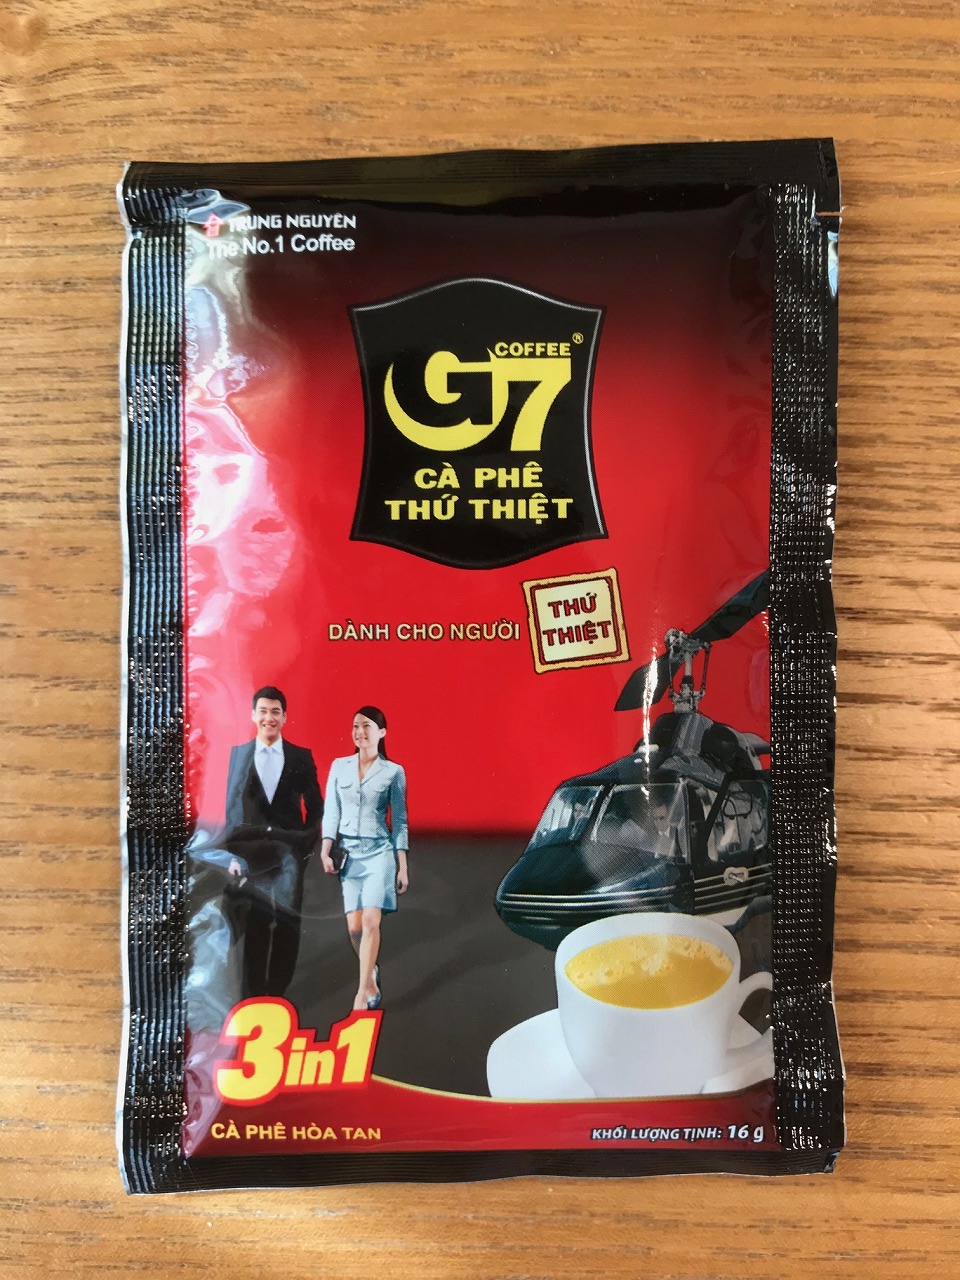 TRUNG NGUYÊN
The No.1 Coffee
COFFEE ®
G7
CÀ PHÊ
THỨ THIỆT
DÀNH CHO NGƯỜI
THỨ
THIỆT
3in1
CÀ PHÊ HÒA TAN
KHỐI LƯỢNG TỊNH: 16 g